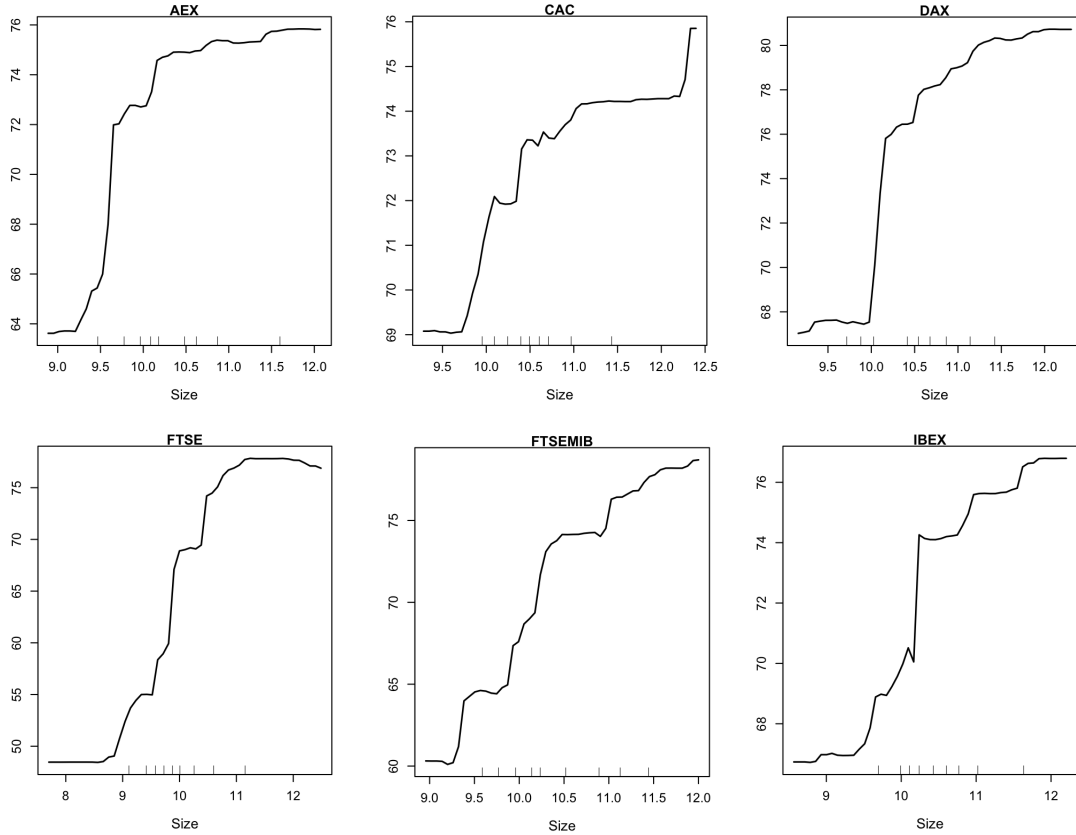 AEX
64 66 68 70 72 74 76
9.0 9.5 10.0 10.5 11.0 11.5 12.0
Size
CAC
69 70 71 72 73 74 75 76
9.5 10.0 10.5 11.0 11.5 12.0 12.5
Size
DAX
68 70 72 74 76 78 80
9.5 10.0 10.5 11.0 11.5 12.0
Size
FTSE
50 55 60 65 70 75
8 9 10 11 12
Size
FTSEMIB
60 65 70 75
9.0 9.5 10.0 10.5 11.0 11.5 12.0
Size
IBEX
68 70 72 74 76
9 10 11 12
Size